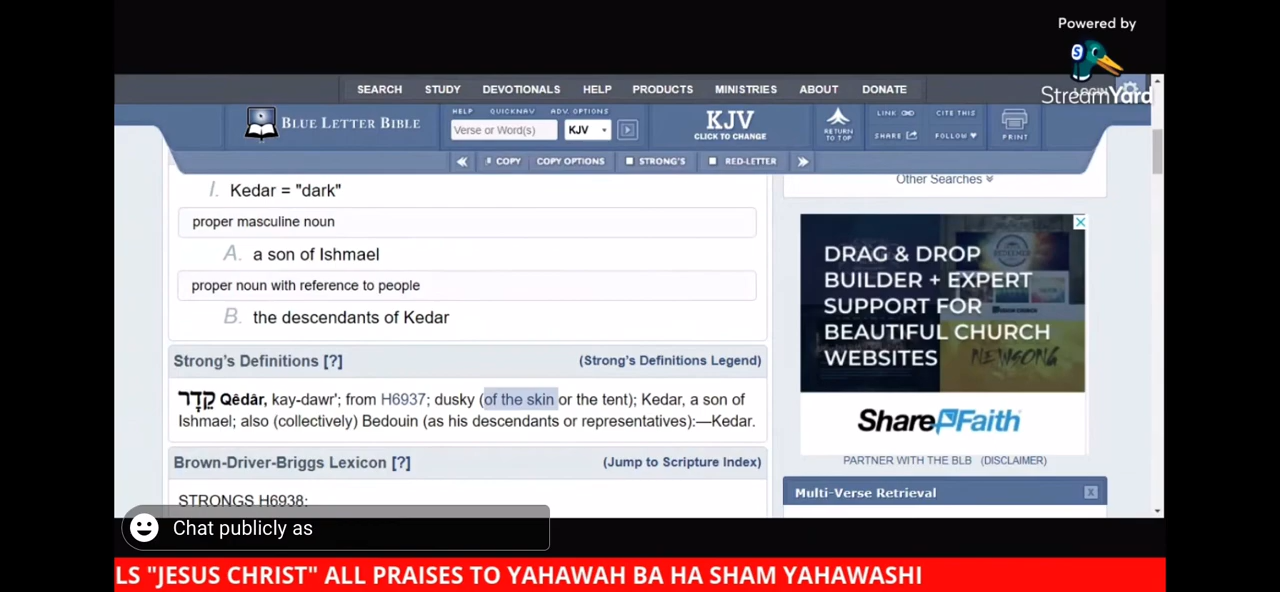 Powered by
StreamYard
SEARCH STUDY DEVOTIONALS HELP PRODUCTS MINISTRIES ABOUT DONATE
HELP QUICKNAV ADV. OPTIONS
BLUE LETTER BIBLE
Verse or Word(s) KJV
KJV
CLICK TO CHANGE
RETURN
TO TOP
LINK CITE THIS
SHARE FOLLOW
PRINT
COPY COPY OPTIONS STRONG'S RED-LETTER
Other Searches
I. Kedar = "dark"
proper masculine noun
A. a son of Ishmael
proper noun with reference to people
B. the descendants of Kedar
Strong's Definitions [?] (Strong's Definitions Legend)
קֵדָר Qêdâr, kay-dawr'; from H6937; dusky (of the skin or the tent); Kedar, a son of
Ishmael; also (collectively) Bedouin (as his descendants or representatives):—Kedar.
Brown-Driver-Briggs Lexicon [?] (Jump to Scripture Index)
STRONGS H6938:
DRAG & DROP
BUILDER + EXPERT
SUPPORT FOR
BEAUTIFUL CHURCH
WEBSITES
NEWSONG
ShareFaith
PARTNER WITH THE BLB (DISCLAIMER)
Multi-Verse Retrieval x
Chat publicly as
LS "JESUS CHRIST" ALL PRAISES TO YAHAWAH BA HA SHAM YAHAWASHI